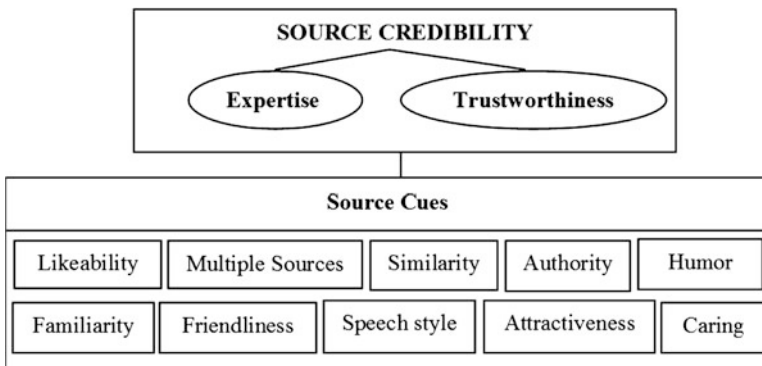 SOURCE CREDIBILITY
Expertise Trustworthiness
Source Cues
Likeability Multiple Sources Similarity Authority Humor
Familiarity Friendliness Speech style Attractiveness Caring